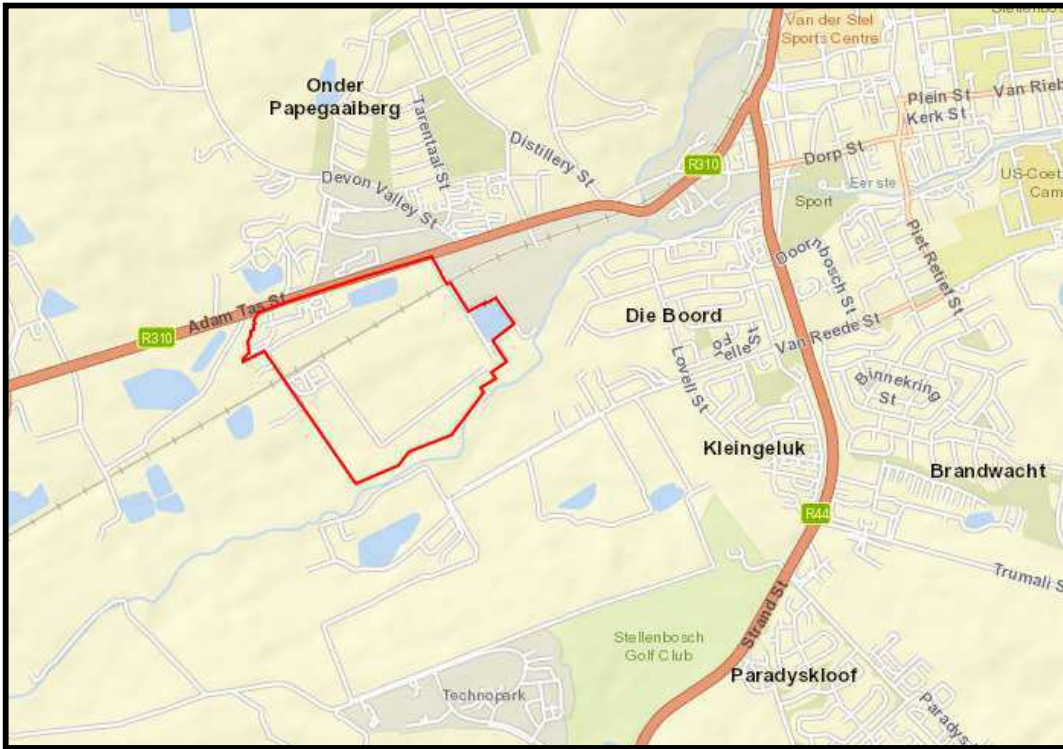 Stellenbosch
Van der Stel
Sports Centre
Onder
Papegaaiberg
Tarentaal St
Distillery St
Plein St
Van Rieb
Kerk St
R310
Dorp St
Devon Valley St
Eerste
US-Coet.
Cam
Sport
Piet Retief St
Doornbosch St
Adam Tas St
R310
Die Boord
Forelle St
Van-Reede St
Lovell St
Binnekring
St
Kleingeluk
Brandwacht
R44
Trumali S
Strand St
Stellenbosch
Golf Club
Paradyskloof
Technopark
Paradys